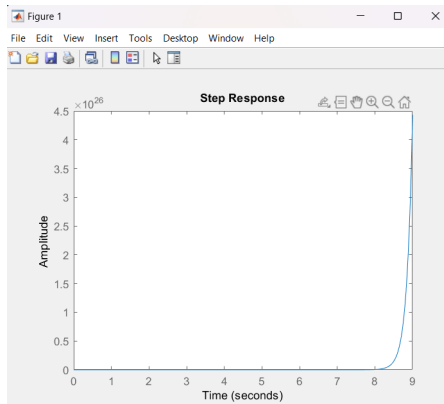 Figure 1
File Edit View Insert Tools Desktop Window Help
Step Response
×10^26
4.5
4
3.5
3
2.5
2
1.5
1
0.5
0
Amplitude
0 1 2 3 4 5 6 7 8 9
Time (seconds)